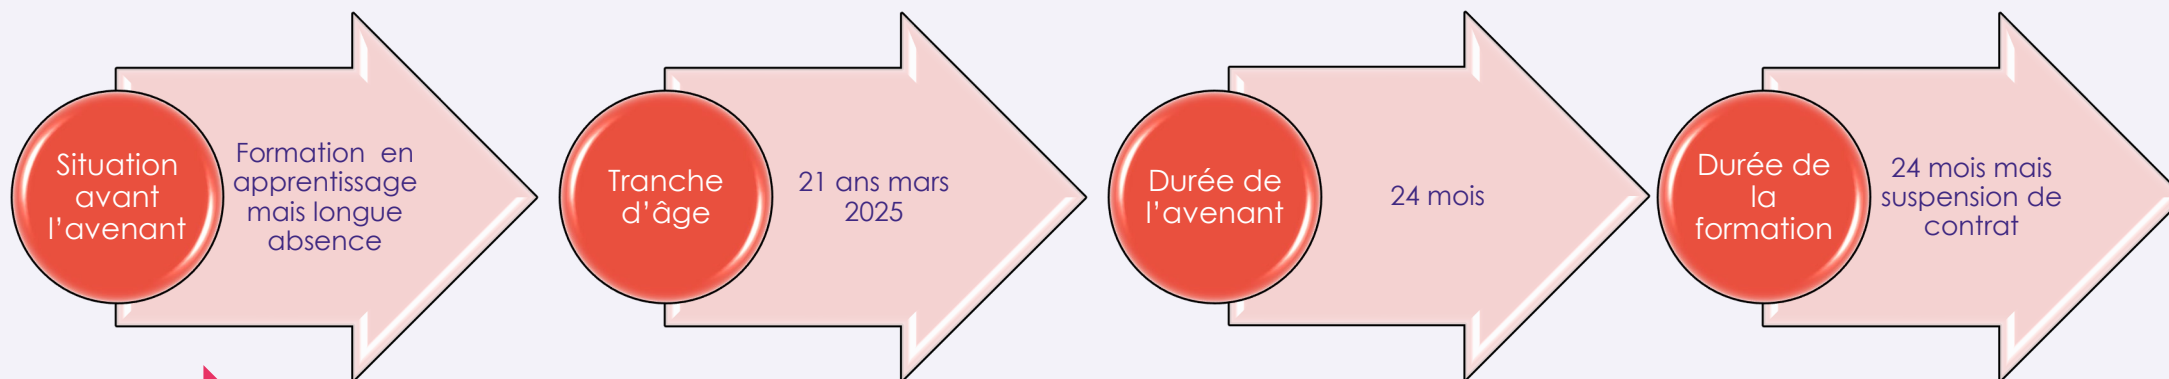 Situation
avant
l'avenant
Formation en
apprentissage
mais longue
absence
Tranche
d'âge
21 ans mars
2025
Durée de
l'avenant
24 mois
Durée de
la
formation
24 mois mais
suspension de
contrat